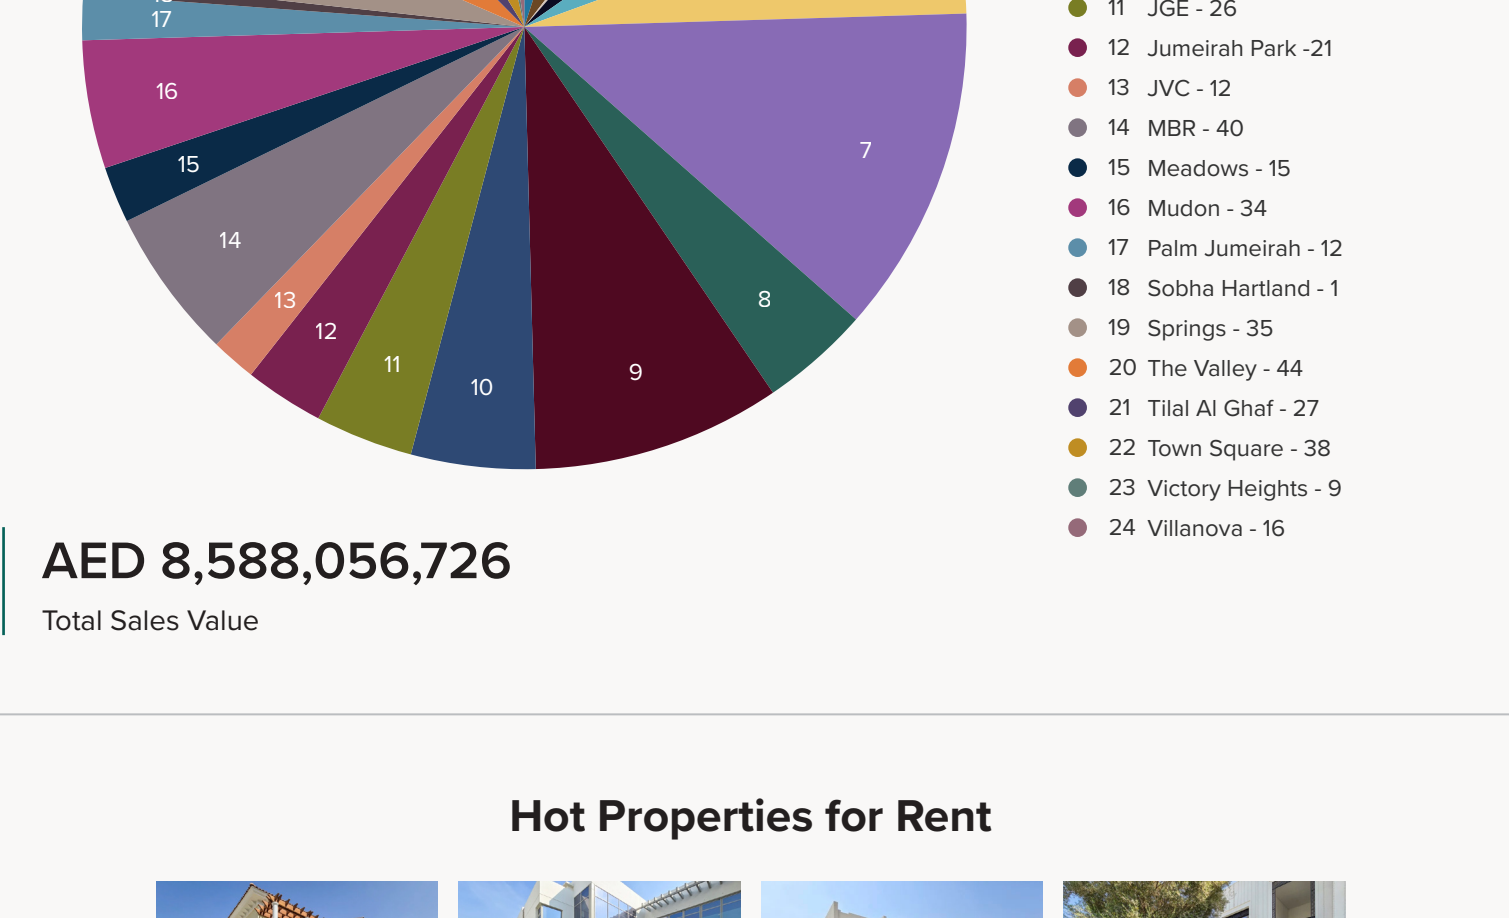 17
16
15
14
13
12
11
10
9
8
7
11 JGE - 26
12 Jumeirah Park -21
13 JVC - 12
14 MBR - 40
15 Meadows - 15
16 Mudon - 34
17 Palm Jumeirah - 12
18 Sobha Hartland - 1
19 Springs - 35
20 The Valley - 44
21 Tilal Al Ghaf - 27
22 Town Square - 38
23 Victory Heights - 9
24 Villanova - 16
AED 8,588,056,726
Total Sales Value
Hot Properties for Rent